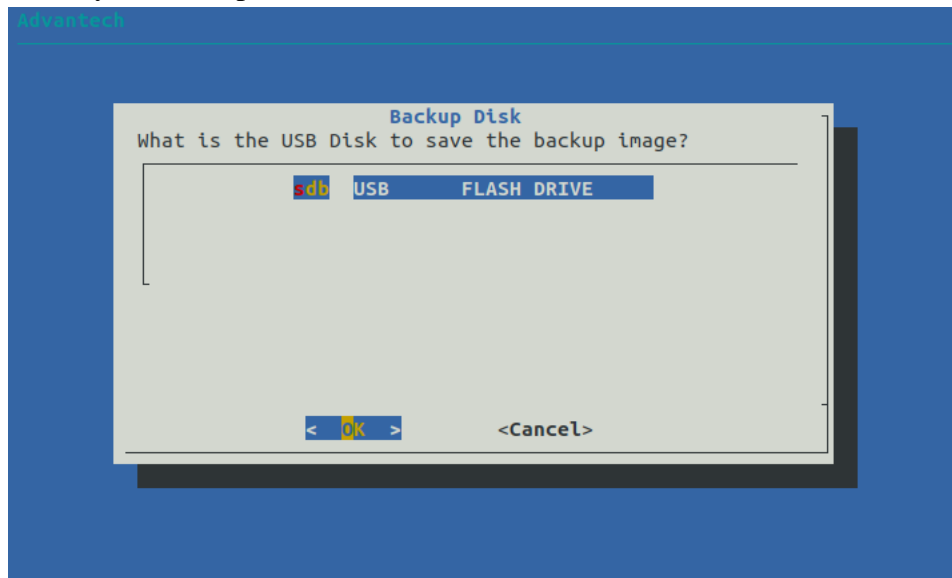 Advantech
Backup Disk
What is the USB Disk to save the backup image?
sdb USB FLASH DRIVE
< OK > <Cancel>